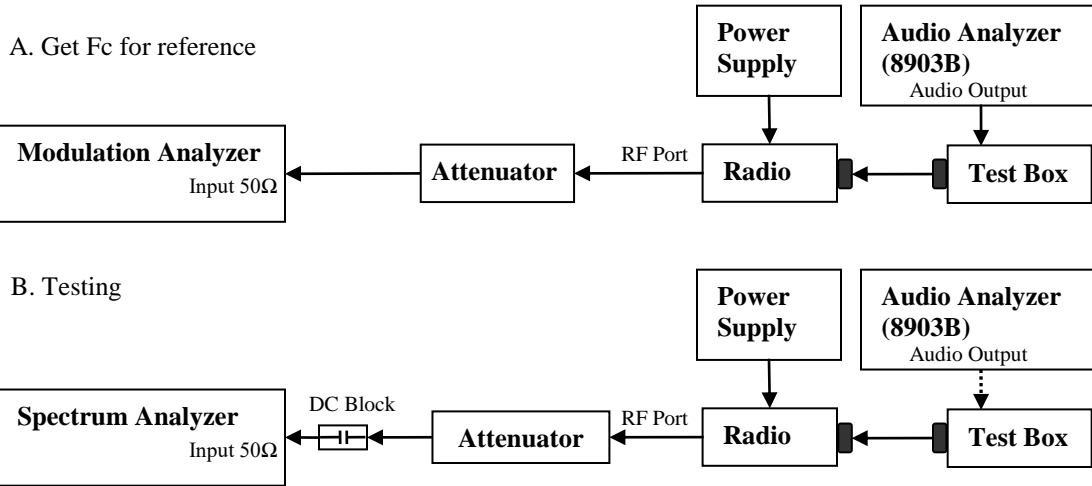 A. Get Fc for reference
Power
Supply
Audio Analyzer
(8903B)
Audio Output
Modulation Analyzer
Input 50Ω
Attenuator
RF Port
Radio
Test Box
B. Testing
Power
Supply
Audio Analyzer
(8903B)
Audio Output
Spectrum Analyzer
Input 50Ω
DC Block
Attenuator
RF Port
Radio
Test Box